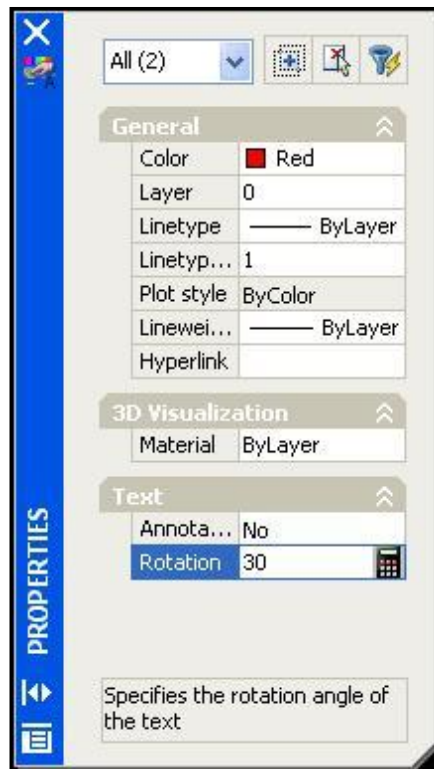 All (2)
General
Color Red
Layer 0
Linetype ByLayer
Linetyp... 1
Plot style ByColor
Linewei... ByLayer
Hyperlink
3D Visualization
Material ByLayer
Text
Annota... No
Rotation 30
PROPERTIES
Specifies the rotation angle of
the text